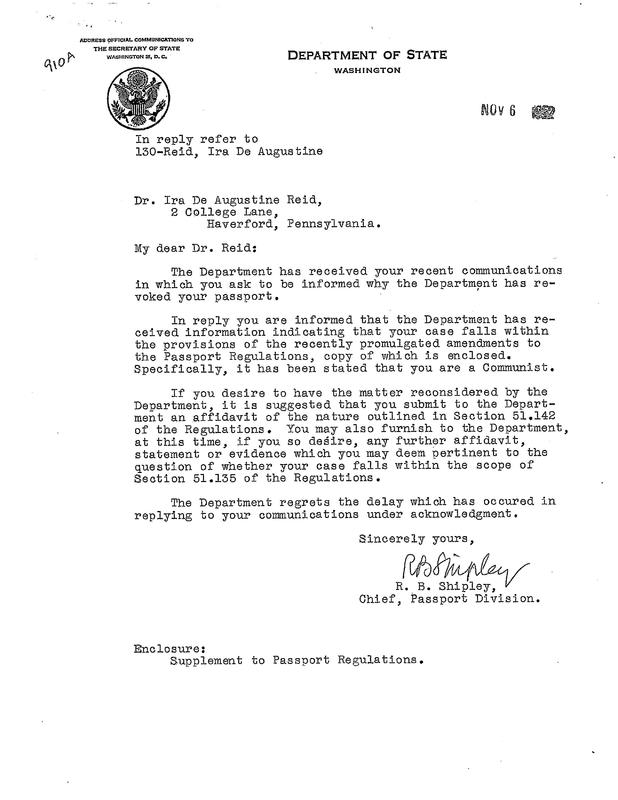 ADDRESS OFFICIAL COMMUNICATIONS TO
THE SECRETARY OF STATE
WASHINGTON 25, D. C.
910A
DEPARTMENT OF STATE
WASHINGTON
NOV 6
In reply refer to
130-Reid, Ira De Augustine
Dr. Ira De Augustine Reid,
2 College Lane,
Haverford, Pennsylvania.
My dear Dr. Reid:
The Department has received your recent communications
in which you ask to be informed why the Department has re-
voked your passport.
In reply you are informed that the Department has re-
ceived information indicating that your case falls within
the provisions of the recently promulgated amendments to
the Passport Regulations, copy of which is enclosed.
Specifically, it has been stated that you are a Communist.
If you desire to have the matter reconsidered by the
Department, it is suggested that you submit to the Depart-
ment an affidavit of the nature outlined in Section 51.142
of the Regulations. You may also furnish to the Department,
at this time, if you so desire, any further affidavit,
statement or evidence which you may deem pertinent to the
question of whether your case falls within the scope of
Section 51.135 of the Regulations.
The Department regrets the delay which has occured in
replying to your communications under acknowledgment.
Sincerely yours,
RBShipley
R. B. Shipley,
Chief, Passport Division.
Enclosure:
Supplement to Passport Regulations.